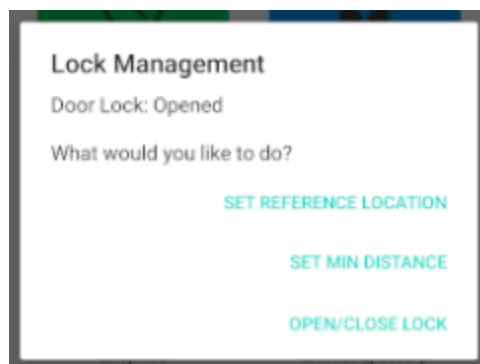 Lock Management
Door Lock: Opened
What would you like to do?
SET REFERENCE LOCATION
SET MIN DISTANCE
OPEN/CLOSE LOCK